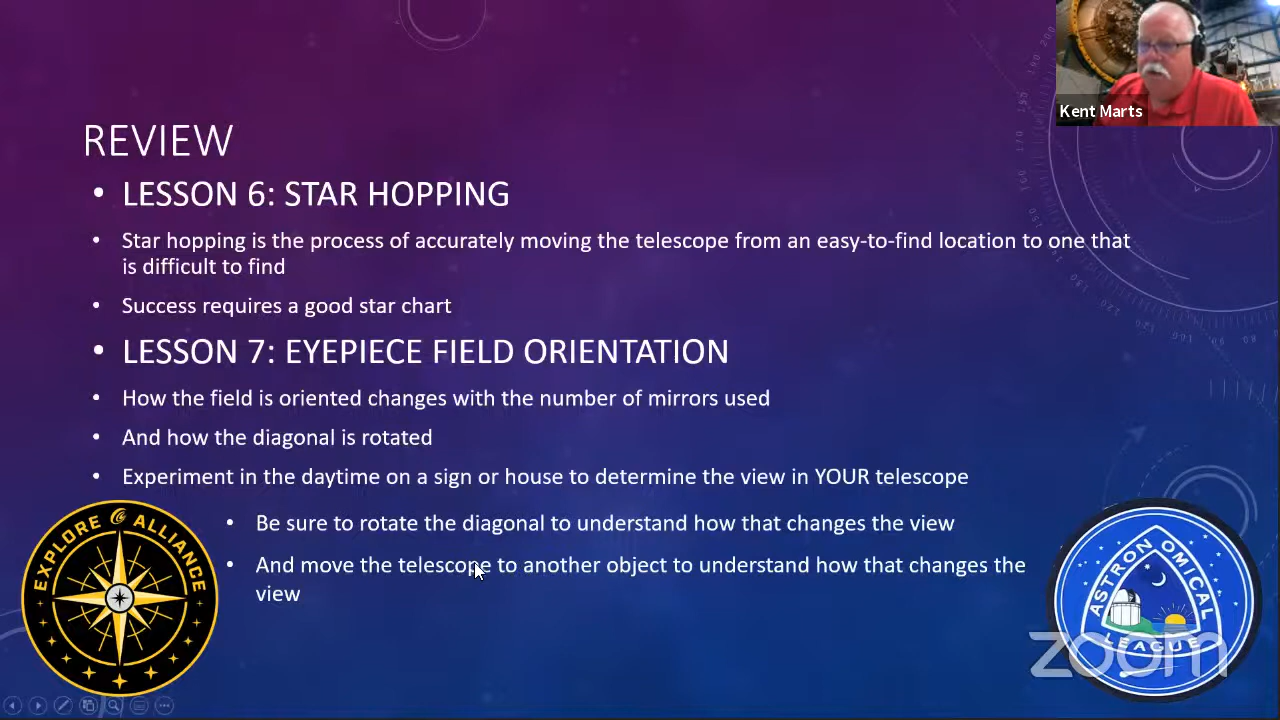 Kent Marts
REVIEW
• LESSON 6: STAR HOPPING
• Star hopping is the process of accurately moving the telescope from an easy-to-find location to one that
is difficult to find
• Success requires a good star chart
• LESSON 7: EYEPIECE FIELD ORIENTATION
• How the field is oriented changes with the number of mirrors used
• And how the diagonal is rotated
• Experiment in the daytime on a sign or house to determine the view in YOUR telescope
• Be sure to rotate the diagonal to understand how that changes the view
• And move the telescope to another object to understand how that changes the
view
EXPLORE ALLIANCE
ASTRONOMICAL
LEAGUE
zoom